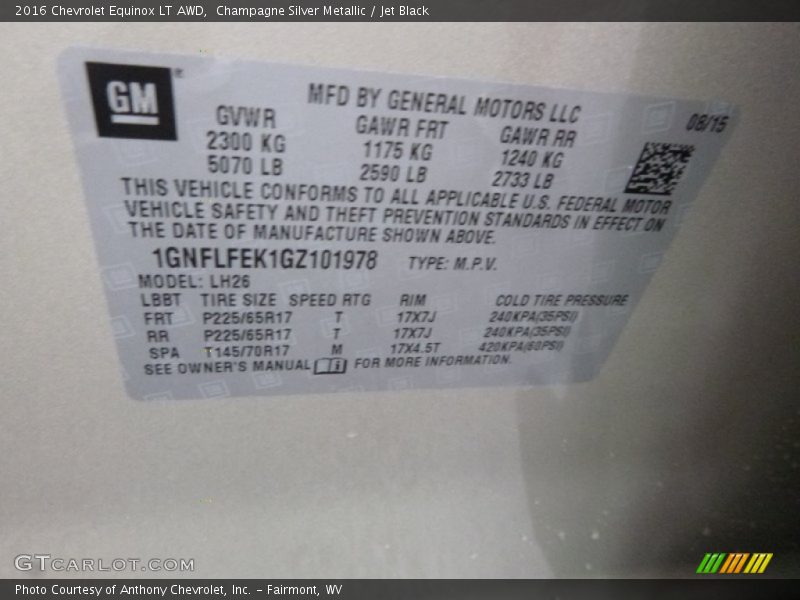 2016 Chevrolet Equinox LT AWD,  Champagne Silver Metallic / Jet Black
GM®
MFD BY GENERAL MOTORS LLC
08/15
GVWR GAWR FRT GAWR RR
2300 KG 1175 KG 1240 KG
5070 LB 2590 LB 2733 LB
THIS VEHICLE CONFORMS TO ALL APPLICABLE U.S. FEDERAL MOTOR
VEHICLE SAFETY AND THEFT PREVENTION STANDARDS IN EFFECT ON
THE DATE OF MANUFACTURE SHOWN ABOVE.
1GNFLFEK1GZ101978 TYPE: M.P.V.
MODEL: LH26
LBBT TIRE SIZE SPEED RTG RIM COLD TIRE PRESSURE
FRT P225/65R17 T 17X7J 240KPA(35PSI)
RR P225/65R17 T 17X7J 240KPA(35PSI)
SPA T145/70R17 M 17X4.5T 420KPA(60PSI)
SEE OWNER'S MANUAL i FOR MORE INFORMATION.
GTCARLOT.COM
Photo Courtesy of Anthony Chevrolet, Inc. – Fairmont, WV